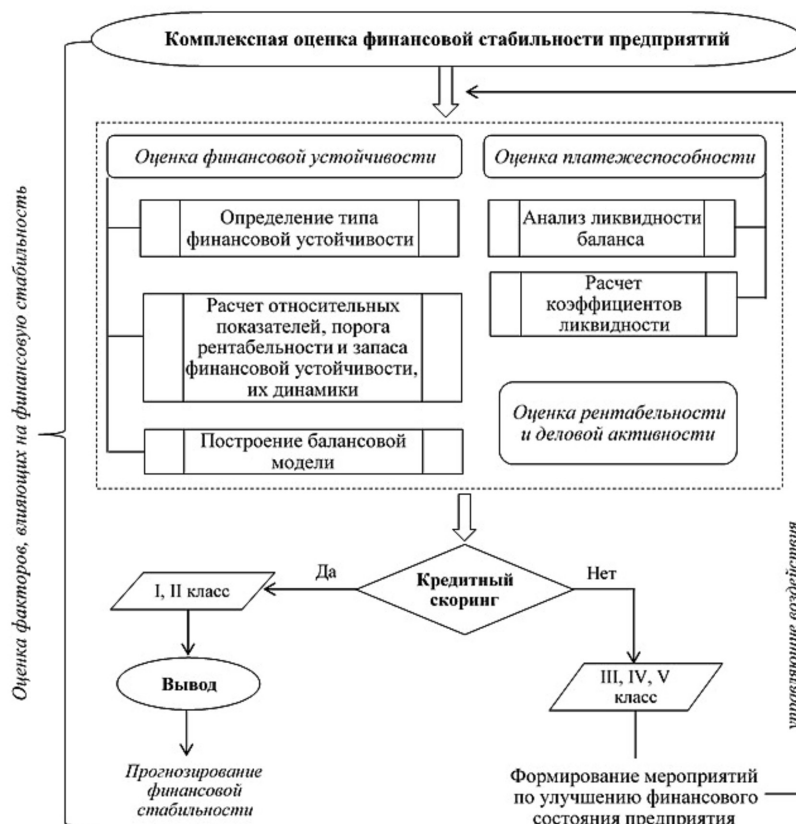 Комплексная оценка финансовой стабильности предприятий
Оценка факторов, влияющих на финансовую стабильность
Оценка финансовой устойчивости
Определение типа
финансовой устойчивости
Расчет относительных
показателей, порога
рентабельности и запаса
финансовой устойчивости,
их динамики
Построение балансовой
модели
Оценка платежеспособности
Анализ ликвидности
баланса
Расчет
коэффициентов
ликвидности
Оценка рентабельности
и деловой активности
Кредитный
скоринг
Да
I, II класс
Вывод
Прогнозирование
финансовой
стабильности
Нет
III, IV, V
класс
Формирование мероприятий
по улучшению финансового
состояния предприятия
управляющие воздействия